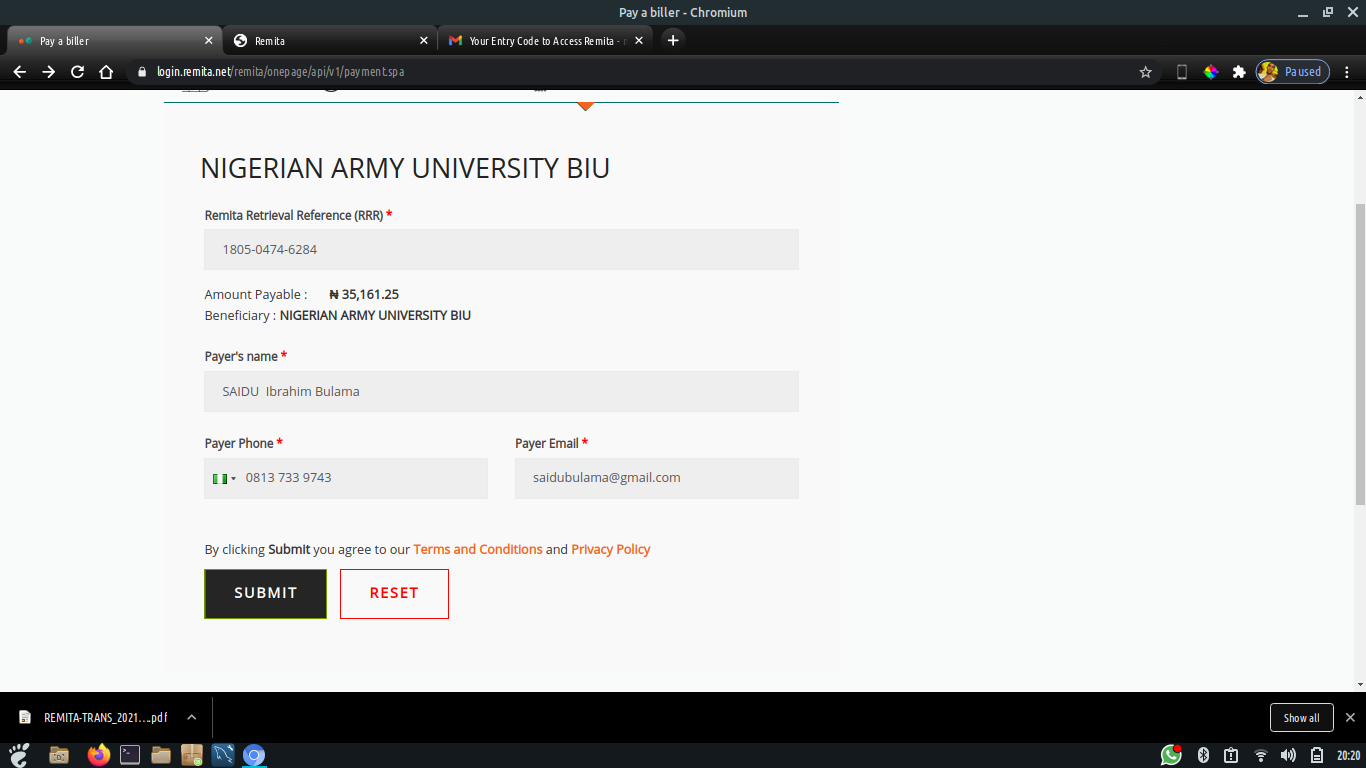 Pay a biller - Chromium
Pay a biller
Remita
Your Entry Code to Access Remita -
login.remita.net/remita/onepage/api/v1/payment.spa
Paused
NIGERIAN ARMY UNIVERSITY BIU
Remita Retrieval Reference (RRR) *
1805-0474-6284
Amount Payable : ₦ 35,161.25
Beneficiary : NIGERIAN ARMY UNIVERSITY BIU
Payer's name *
SAIDU  Ibrahim Bulama
Payer Phone *
Payer Email *
0813 733 9743
saidubulama@gmail.com
By clicking Submit you agree to our Terms and Conditions and Privacy Policy
SUBMIT
RESET
REMITA-TRANS_2021....pdf
Show all
20:20